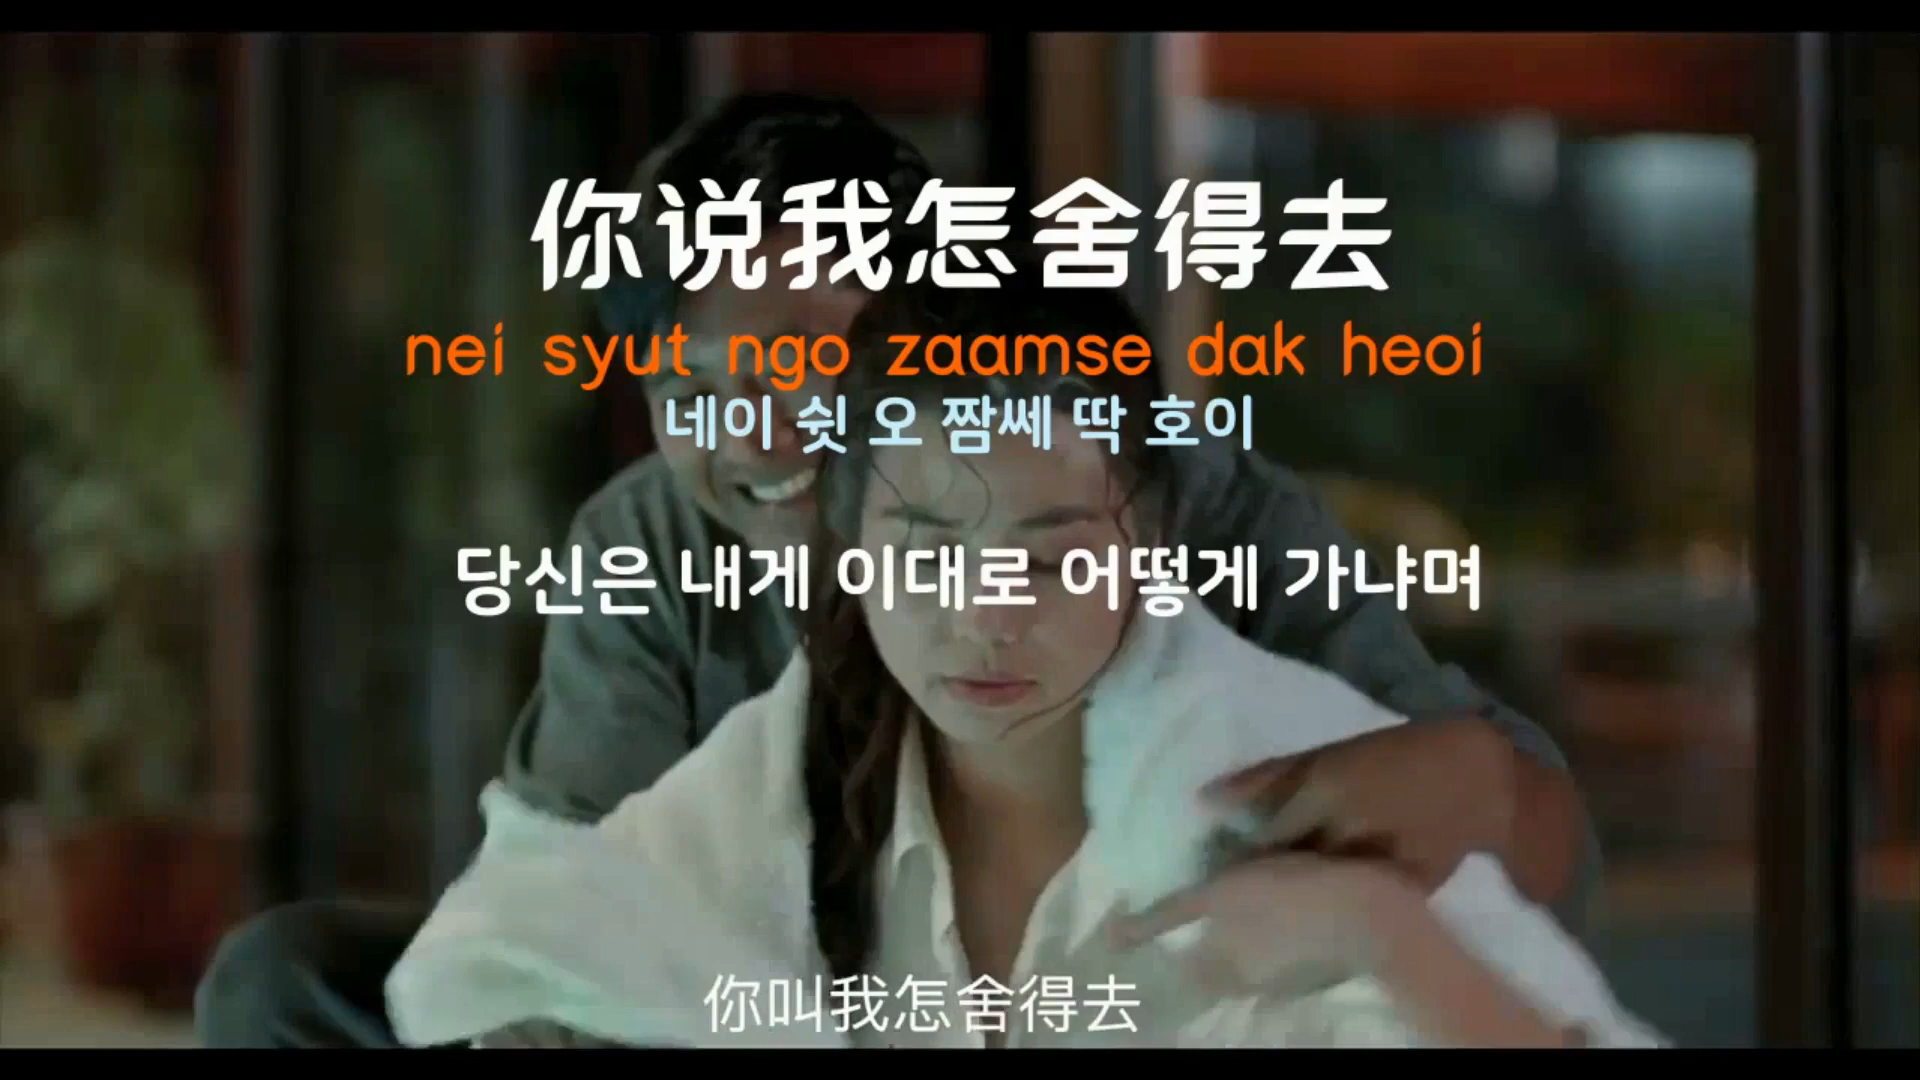 你说我怎舍得去
nei syut ngo zaamse dak heoi
네이 쉿 오 짬쎄 딱 호이
당신은 내게 이대로 어떻게 가냐며
你叫我怎舍得去